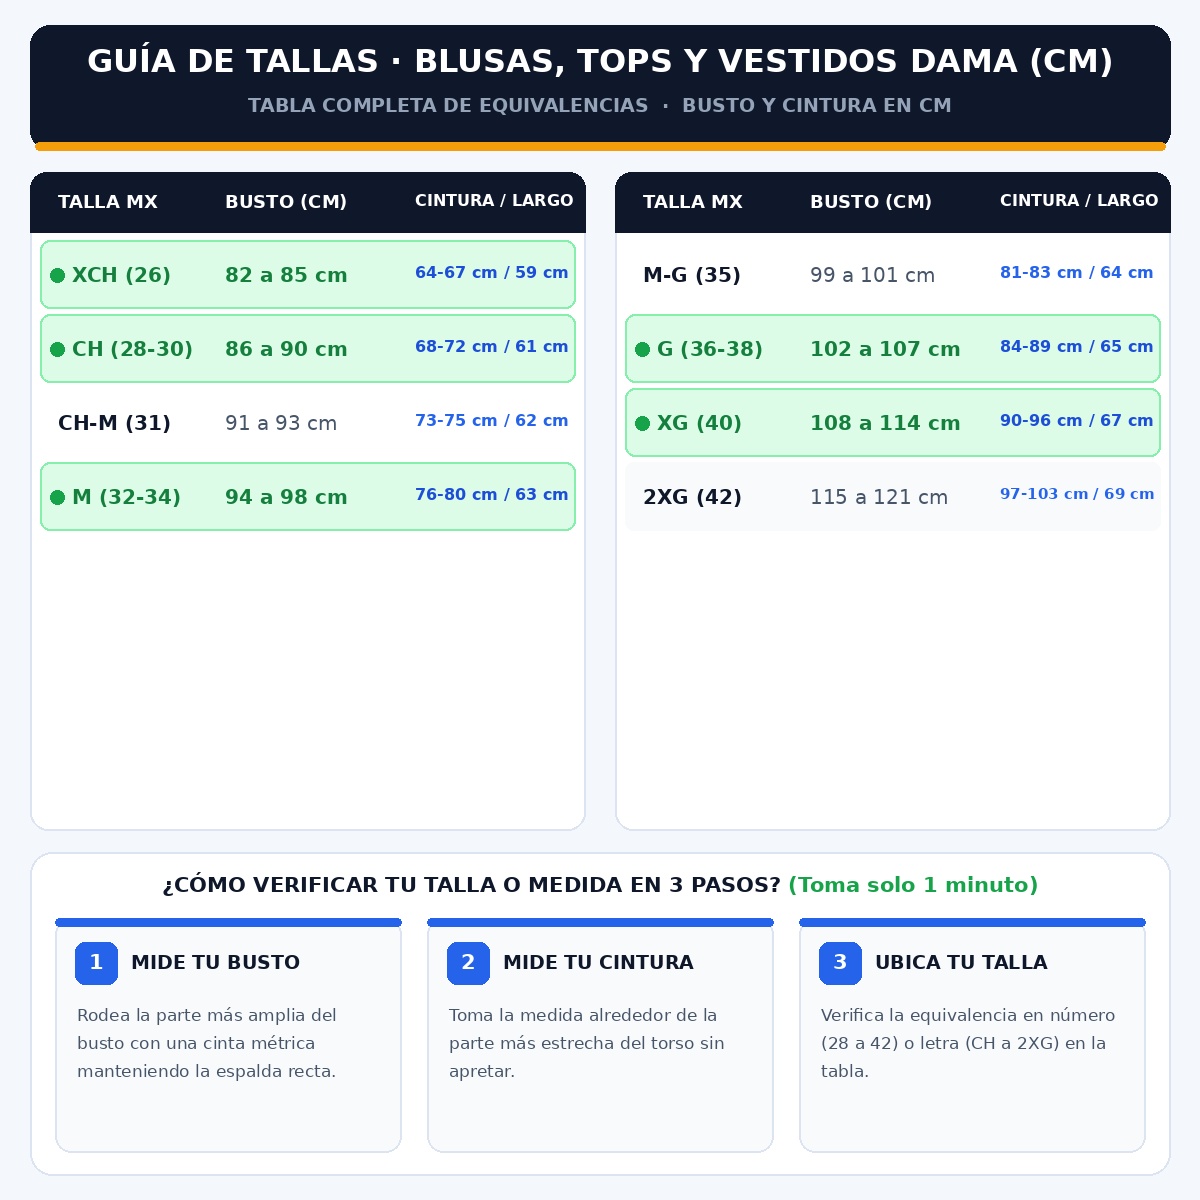 GUÍA DE TALLAS · BLUSAS, TOPS Y VESTIDOS DAMA (CM)
TABLA COMPLETA DE EQUIVALENCIAS · BUSTO Y CINTURA EN CM
TALLA MX BUSTO (CM) CINTURA / LARGO
XCH (26) 82 a 85 cm 64-67 cm / 59 cm
CH (28-30) 86 a 90 cm 68-72 cm / 61 cm
CH-M (31) 91 a 93 cm 73-75 cm / 62 cm
M (32-34) 94 a 98 cm 76-80 cm / 63 cm
TALLA MX BUSTO (CM) CINTURA / LARGO
M-G (35) 99 a 101 cm 81-83 cm / 64 cm
G (36-38) 102 a 107 cm 84-89 cm / 65 cm
XG (40) 108 a 114 cm 90-96 cm / 67 cm
2XG (42) 115 a 121 cm 97-103 cm / 69 cm
¿CÓMO VERIFICAR TU TALLA O MEDIDA EN 3 PASOS? (Toma solo 1 minuto)
1 MIDE TU BUSTO
Rodea la parte más amplia del
busto con una cinta métrica
manteniendo la espalda recta.
2 MIDE TU CINTURA
Toma la medida alrededor de la
parte más estrecha del torso sin
apretar.
3 UBICA TU TALLA
Verifica la equivalencia en número
(28 a 42) o letra (CH a 2XG) en la
tabla.